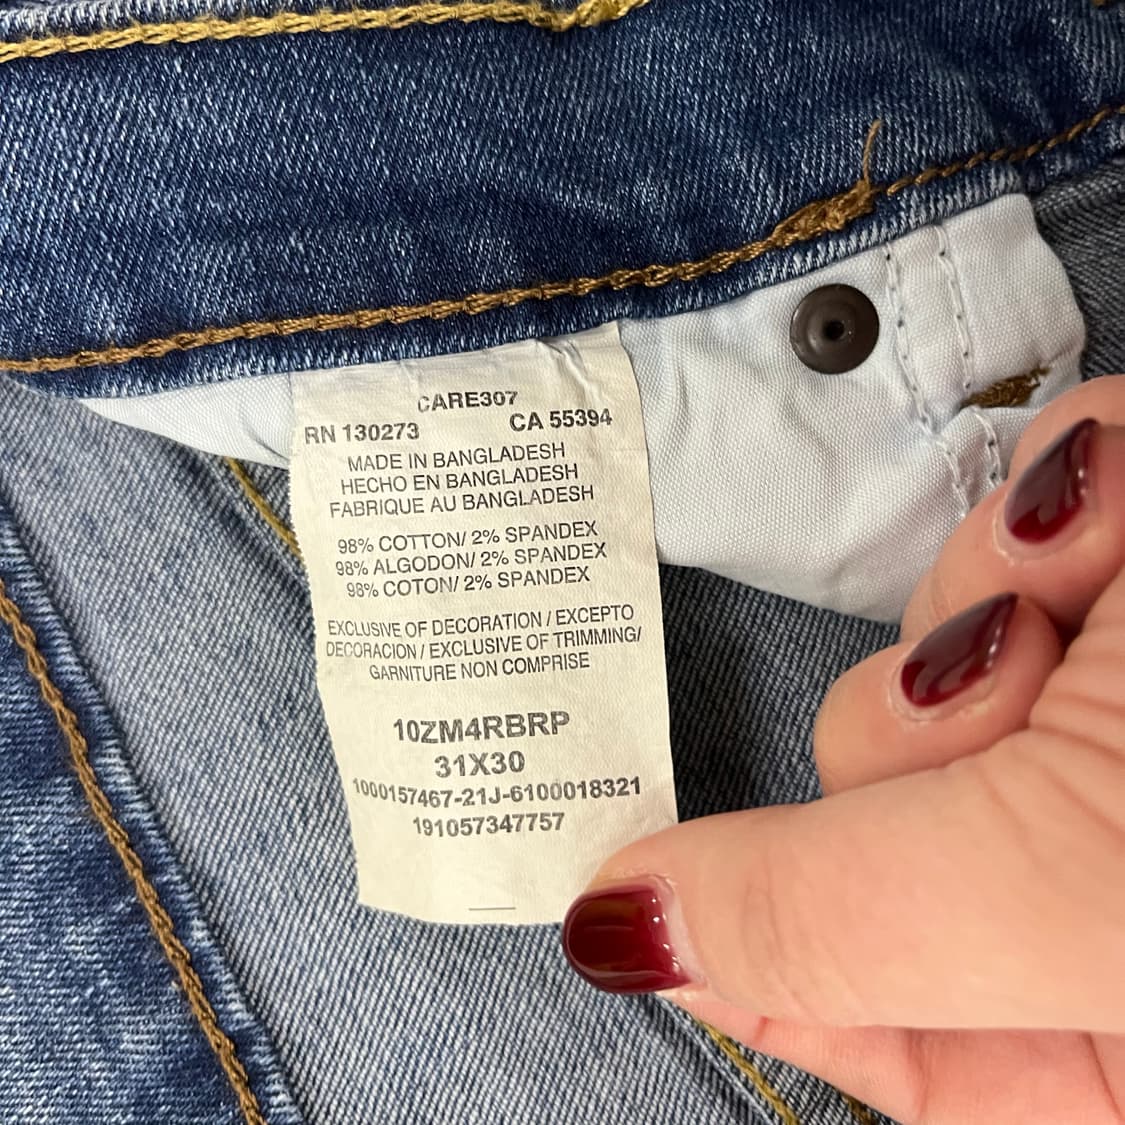 CARE307
RN 130273 CA 55394
MADE IN BANGLADESH
HECHO EN BANGLADESH
FABRIQUE AU BANGLADESH
98% COTTON/ 2% SPANDEX
98% ALGODON/ 2% SPANDEX
98% COTON/ 2% SPANDEX
EXCLUSIVE OF DECORATION / EXCEPTO
DECORACION / EXCLUSIVE OF TRIMMING/
GARNITURE NON COMPRISE
10ZM4RBRP
31X30
1000157467-21J-6100018321
191057347757